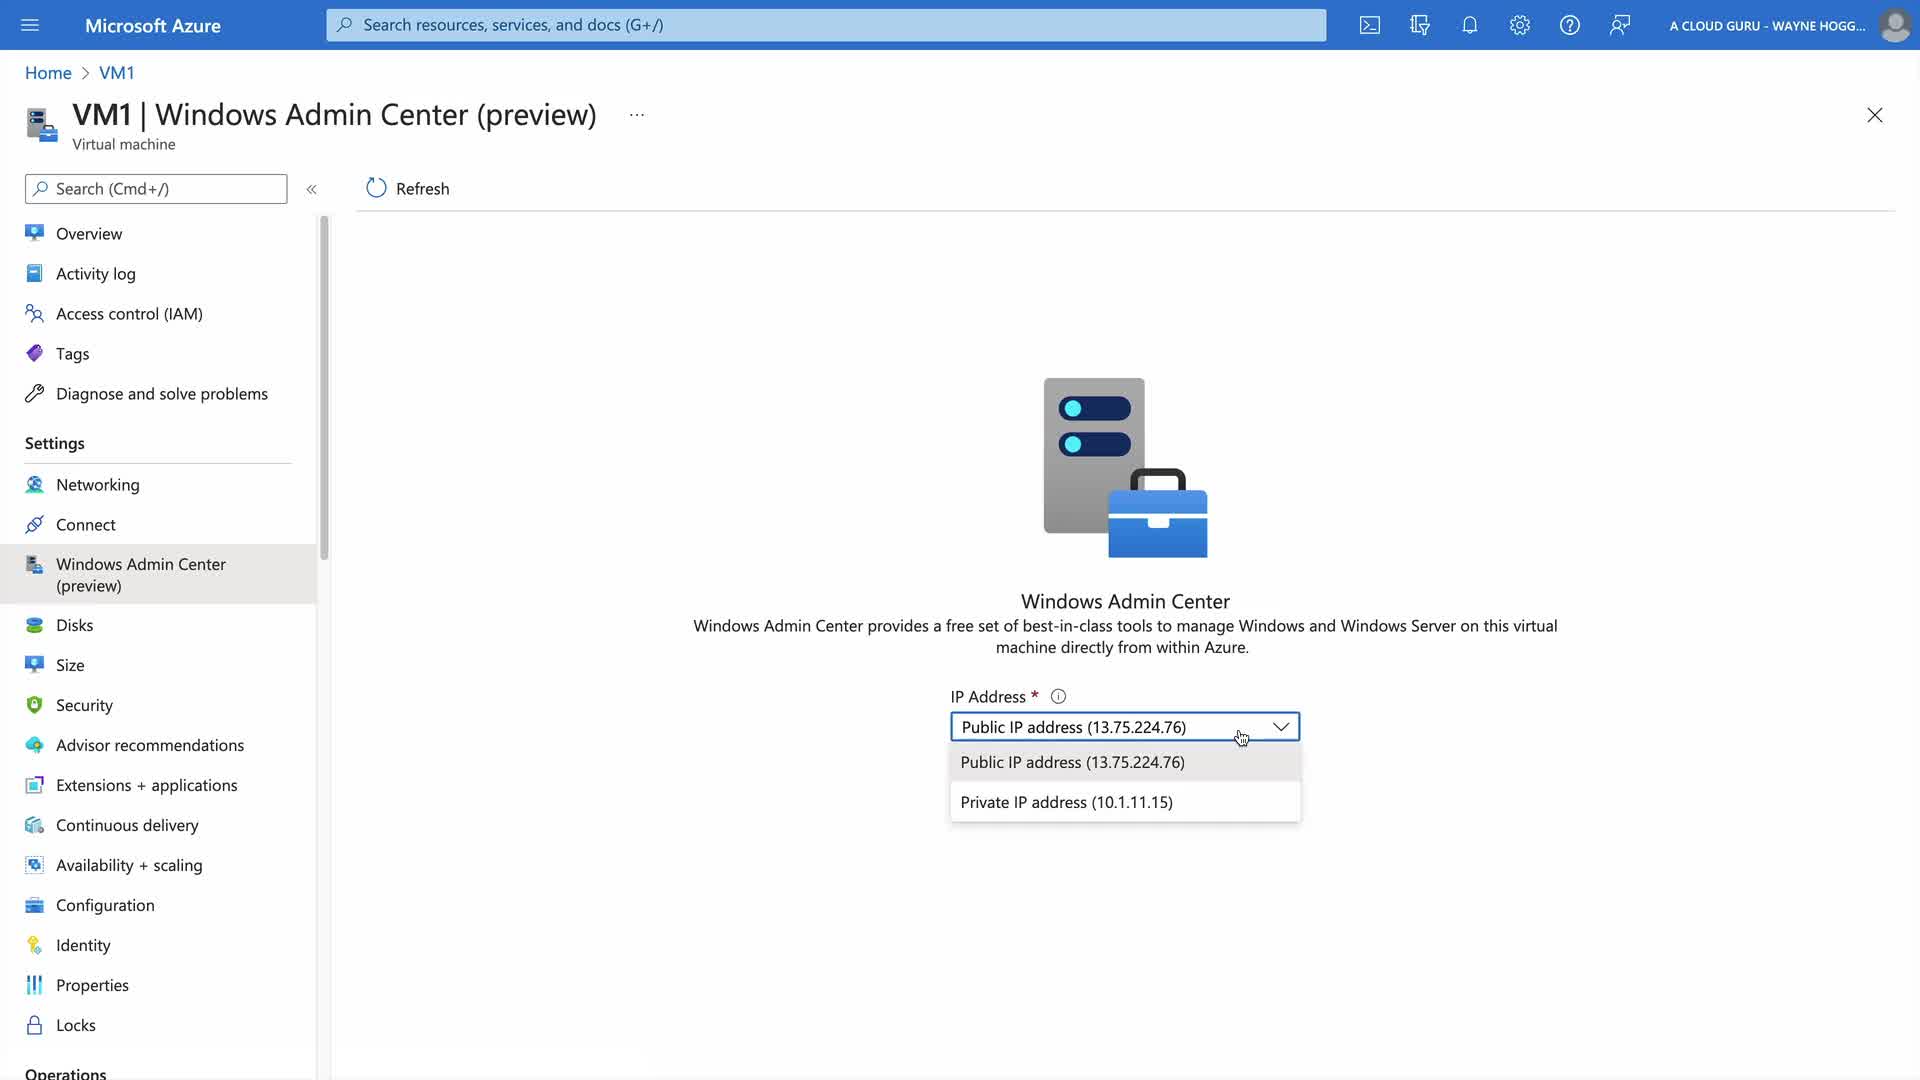 Microsoft Azure
Search resources, services, and docs (G+/)
A CLOUD GURU - WAYNE HOGG...
Home > VM1
VM1 | Windows Admin Center (preview) ...
Virtual machine
Search (Cmd+/)
«
Refresh
Overview
Activity log
Access control (IAM)
Tags
Diagnose and solve problems
Settings
Networking
Connect
Windows Admin Center
(preview)
Disks
Size
Security
Advisor recommendations
Extensions + applications
Continuous delivery
Availability + scaling
Configuration
Identity
Properties
Locks
Operations
Windows Admin Center
Windows Admin Center provides a free set of best-in-class tools to manage Windows and Windows Server on this virtual
machine directly from within Azure.
IP Address *
Public IP address (13.75.224.76)
Public IP address (13.75.224.76)
Private IP address (10.1.11.15)